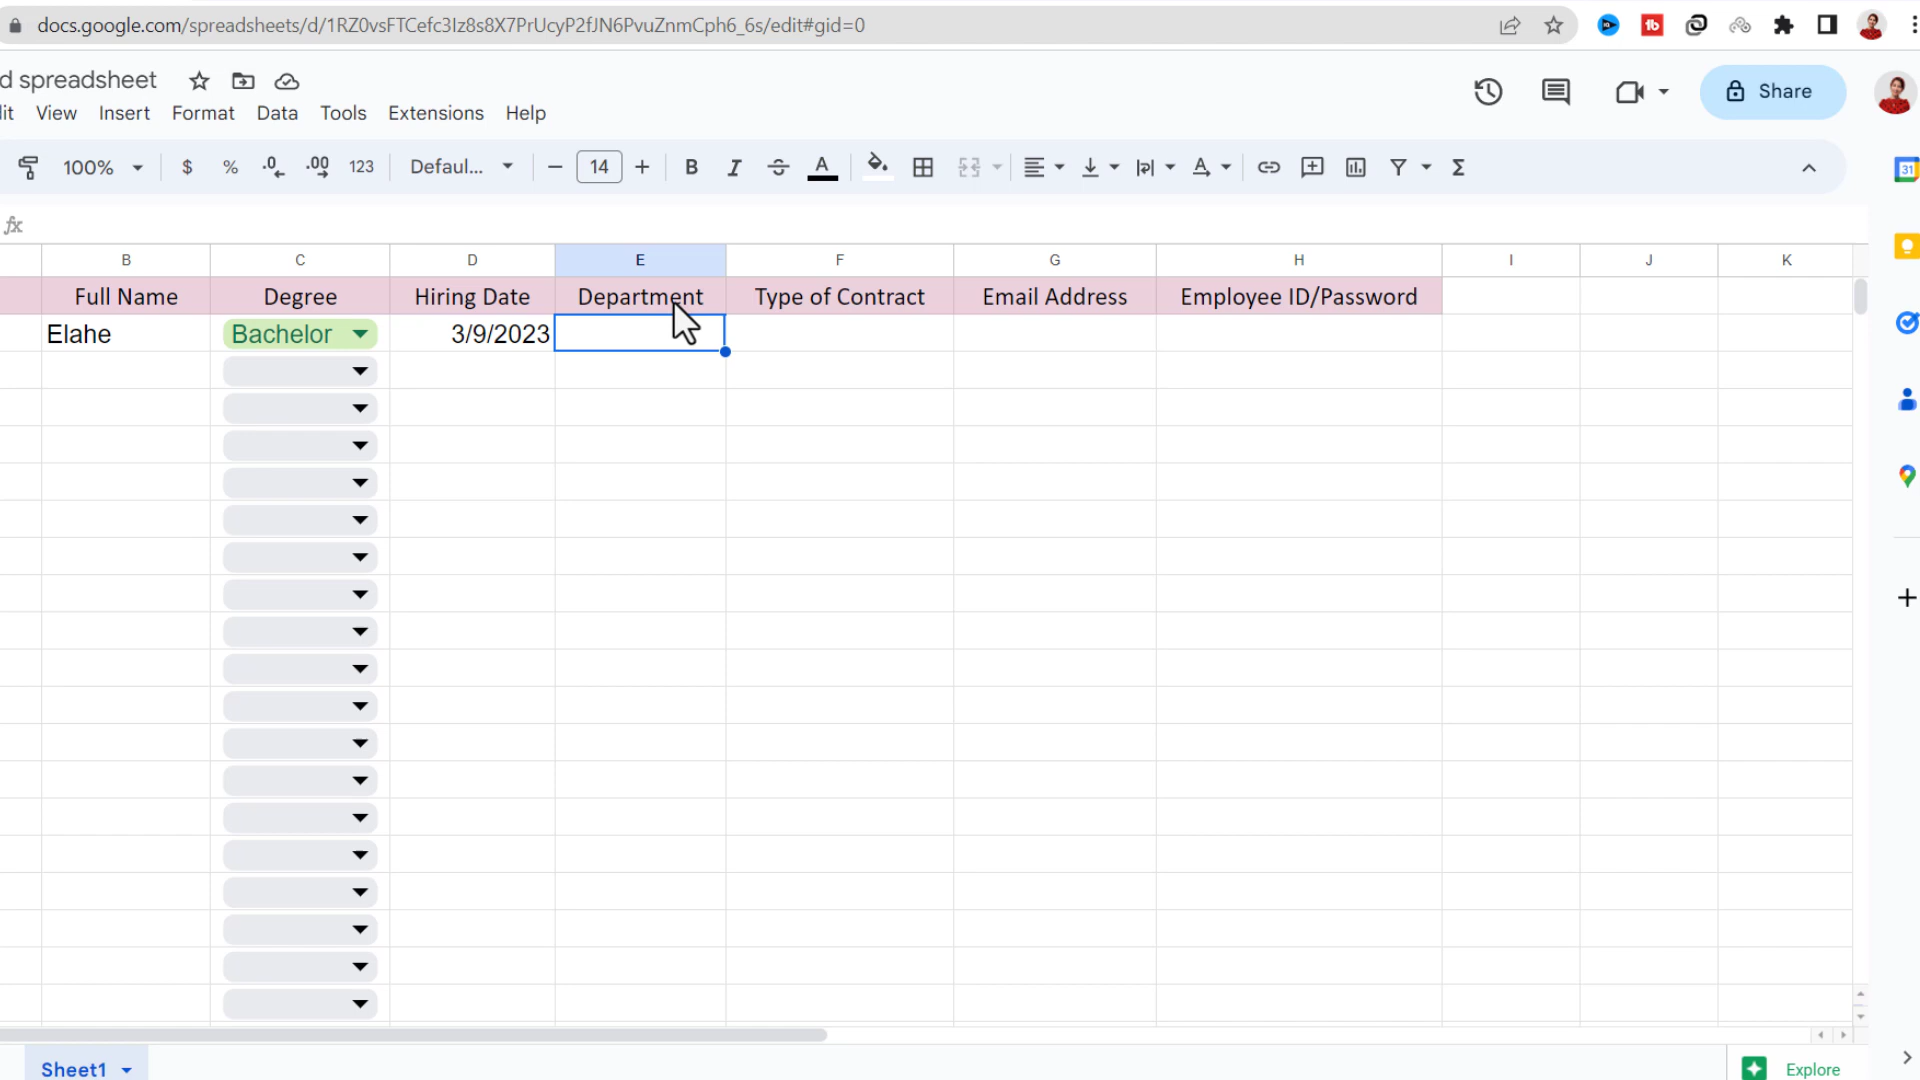 docs.google.com/spreadsheets/d/1RZ0vsFTCefc3Iz8s8X7PrUcyP2fJN6PvuZnmCph6_6s/edit#gid=0
d spreadsheet
Share
it View Insert Format Data Tools Extensions Help
100% $ % .0 .00 123 Defaul... 14 B I A A Σ
31
fx
B C D E F G H I J K
Full Name Degree Hiring Date Department Type of Contract Email Address Employee ID/Password
Elahe Bachelor 3/9/2023
Sheet1
Explore